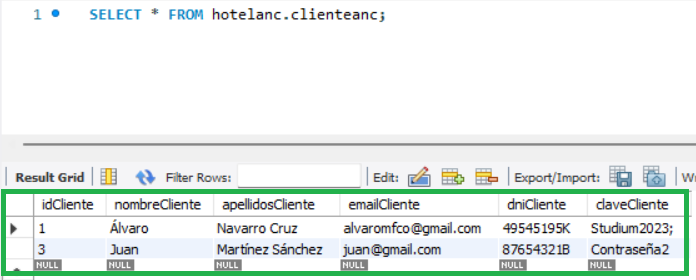 1 SELECT * FROM hotelanc.clienteanc;
Result Grid Filter Rows: Edit: Export/Import:
idCliente nombreCliente apellidosCliente emailCliente dniCliente claveCliente
1 Álvaro Navarro Cruz alvaromfco@gmail.com 49545195K Studium2023;
3 Juan Martínez Sánchez juan@gmail.com 87654321B Contraseña2
NULL NULL NULL NULL NULL NULL